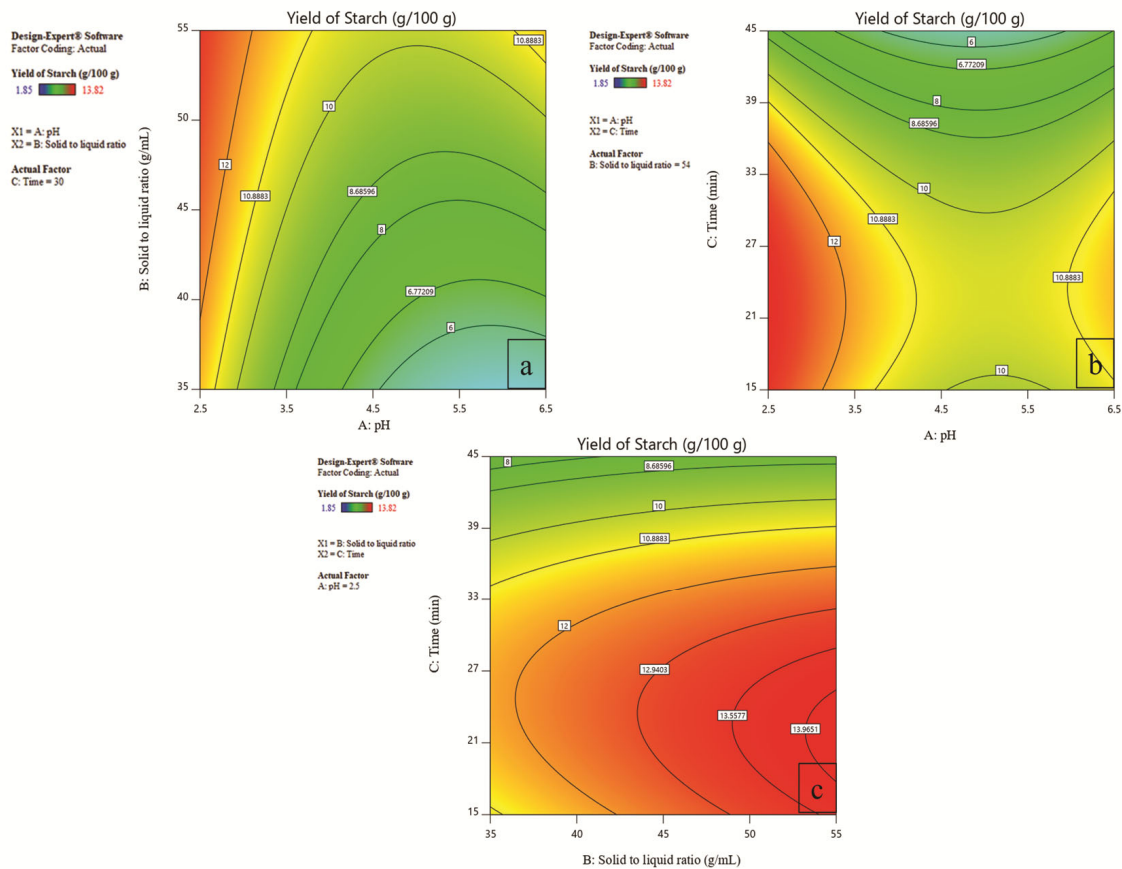 Yield of Starch (g/100 g)
Design-Expert® Software
Factor Coding: Actual
Yield of Starch (g/100 g)
1.85 13.82
X1 = A: pH
X2 = B: Solid to liquid ratio
Actual Factor
C: Time = 30
B: Solid to liquid ratio (g/mL)
55
50
45
40
35
10.8883
10
12
10.8883
8.68596
8
6.77209
6
a
2.5 3.5 4.5 5.5 6.5
A: pH
Yield of Starch (g/100 g)
Design-Expert® Software
Factor Coding: Actual
Yield of Starch (g/100 g)
1.85 13.82
X1 = A: pH
X2 = C: Time
Actual Factor
B: Solid to liquid ratio = 54
C: Time (min)
45
39
33
27
21
15
6
6.77209
8
8.68596
10
10.8883
12
10.8883
10
b
2.5 3.5 4.5 5.5 6.5
A: pH
Yield of Starch (g/100 g)
Design-Expert® Software
Factor Coding: Actual
Yield of Starch (g/100 g)
1.85 13.82
X1 = B: Solid to liquid ratio
X2 = C: Time
Actual Factor
A: pH = 2.5
C: Time (min)
45
39
33
27
21
15
8
8.68596
10
10.8883
12
12.9403
13.5577
13.9651
c
35 40 45 50 55
B: Solid to liquid ratio (g/mL)